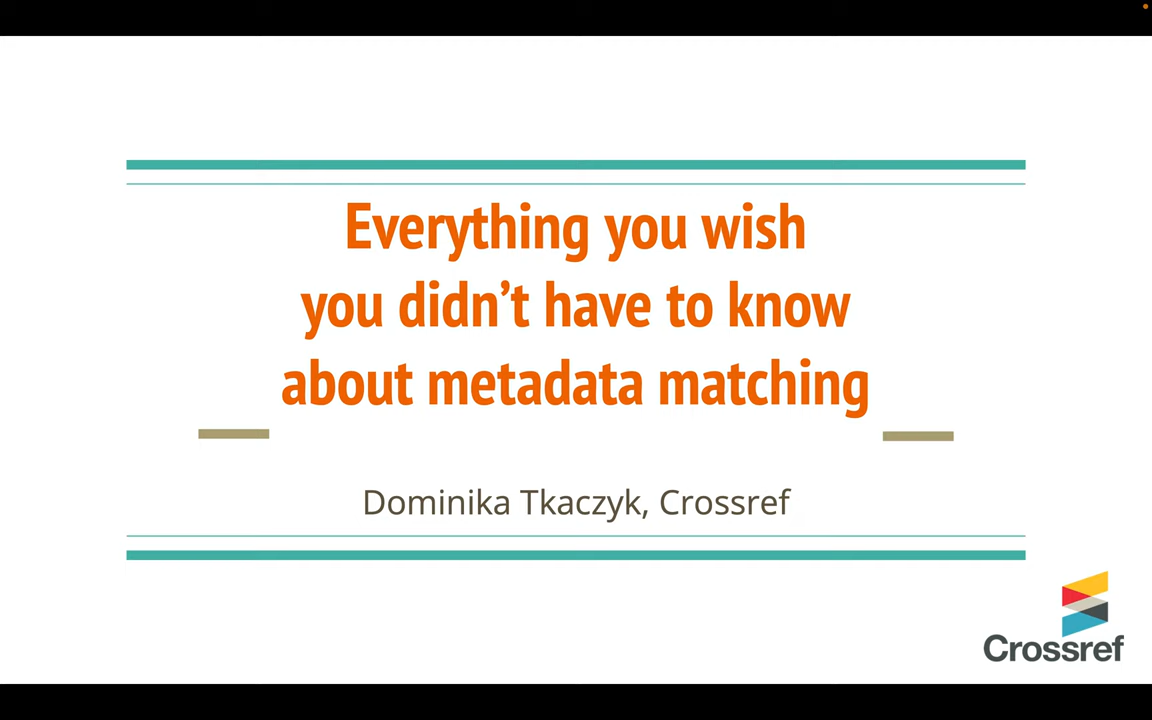 Everything you wish
you didn’t have to know
about metadata matching
Dominika Tkaczyk, Crossref
Crossref